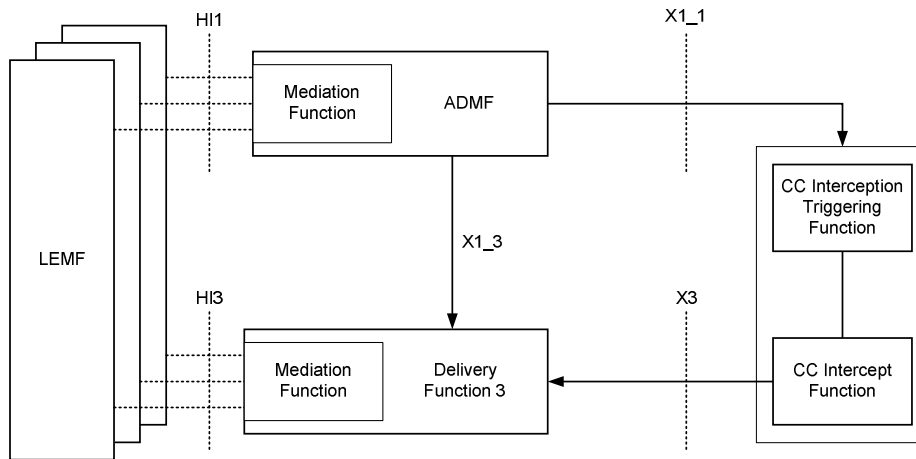 HI1
X1_1
Mediation
Function
ADMF
CC Interception
Triggering
Function
LEMF
X1_3
HI3
X3
Mediation
Function
Delivery
Function 3
CC Intercept
Function